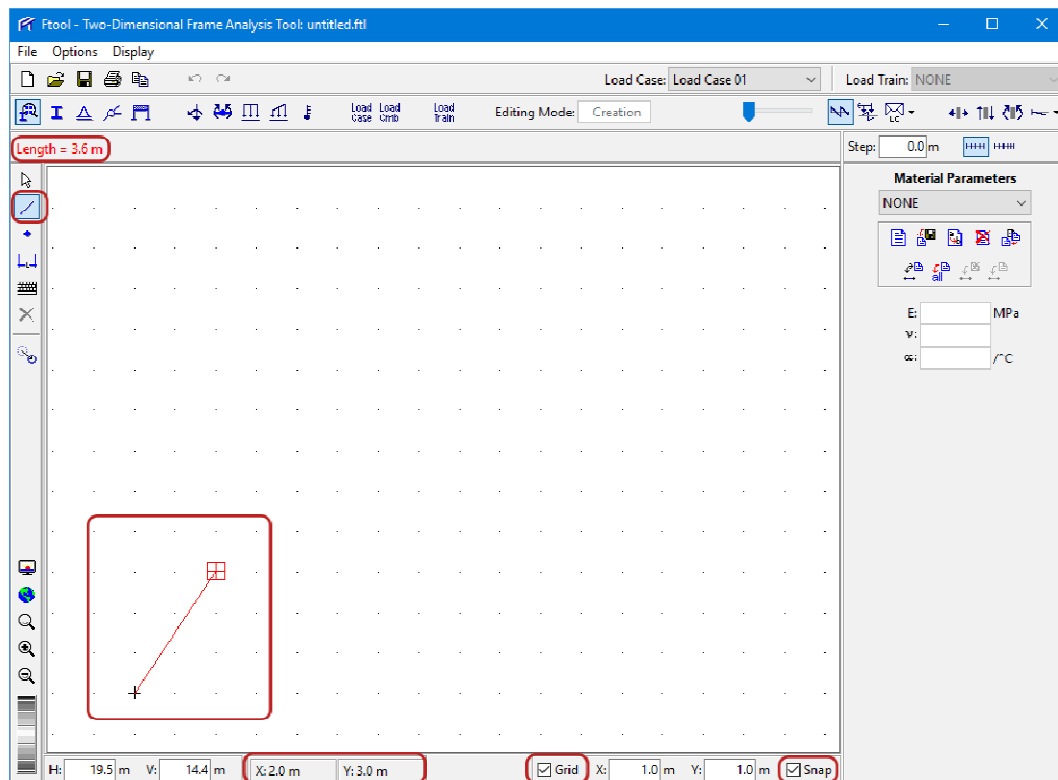 Ftool - Two-Dimensional Frame Analysis Tool: untitled.ftl
File Options Display
Load Case: Load Case 01 Load Train: NONE
Load Case Load Cmb Load Train Editing Mode: Creation LC
Length = 3.6 m Step: 0.0 m
Material Parameters
NONE
all
E: MPa
ν:
α: /°C
H: 19.5 m V: 14.4 m X: 2.0 m Y: 3.0 m Grid X: 1.0 m Y: 1.0 m Snap